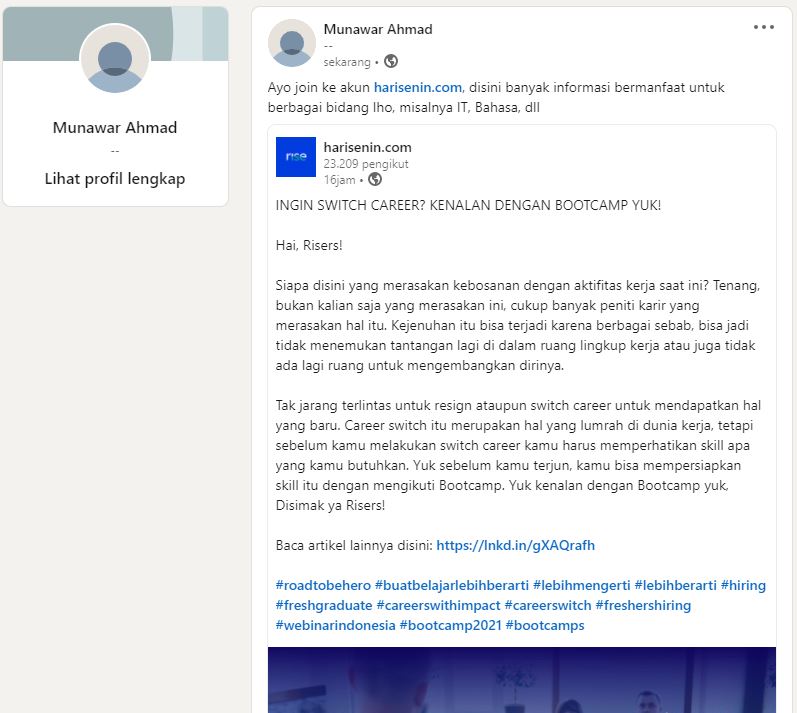 Munawar Ahmad
--
Lihat profil lengkap
Munawar Ahmad
--
sekarang •
Ayo join ke akun harisenin.com, disini banyak informasi bermanfaat untuk
berbagai bidang lho, misalnya IT, Bahasa, dll
rise
harisenin.com
23.209 pengikut
16jam •
INGIN SWITCH CAREER? KENALAN DENGAN BOOTCAMP YUK!
Hai, Risers!
Siapa disini yang merasakan kebosanan dengan aktifitas kerja saat ini? Tenang,
bukan kalian saja yang merasakan ini, cukup banyak peniti karir yang
merasakan hal itu. Kejenuhan itu bisa terjadi karena berbagai sebab, bisa jadi
tidak menemukan tantangan lagi di dalam ruang lingkup kerja atau juga tidak
ada lagi ruang untuk mengembangkan dirinya.
Tak jarang terlintas untuk resign ataupun switch career untuk mendapatkan hal
yang baru. Career switch itu merupakan hal yang lumrah di dunia kerja, tetapi
sebelum kamu melakukan switch career kamu harus memperhatikan skill apa
yang kamu butuhkan. Yuk sebelum kamu terjun, kamu bisa mempersiapkan
skill itu dengan mengikuti Bootcamp. Yuk kenalan dengan Bootcamp yuk,
Disimak ya Risers!
Baca artikel lainnya disini: https://lnkd.in/gXAQrafh
#roadtobehero #buatbelajarlebihberarti #lebihmengerti #lebihberarti #hiring
#freshgraduate #careerswithimpact #careerswitch #freshershiring
#webinarindonesia #bootcamp2021 #bootcamps